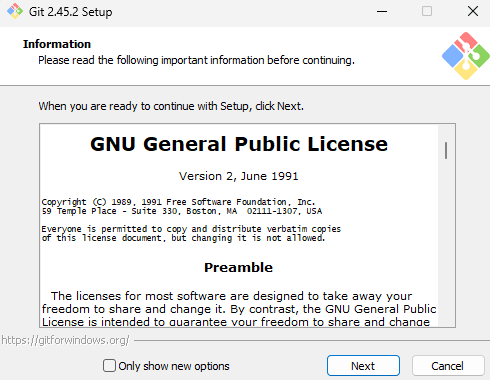 Git 2.45.2 Setup
Information
Please read the following important information before continuing.
When you are ready to continue with Setup, click Next.
GNU General Public License
Version 2, June 1991
Copyright (C) 1989, 1991 Free Software Foundation, Inc.
59 Temple Place - Suite 330, Boston, MA 02111-1307, USA
Everyone is permitted to copy and distribute verbatim copies
of this license document, but changing it is not allowed.
Preamble
The licenses for most software are designed to take away your
freedom to share and change it. By contrast, the GNU General Public
License is intended to guarantee your freedom to share and change
https://gitforwindows.org/
Only show new options
Next
Cancel